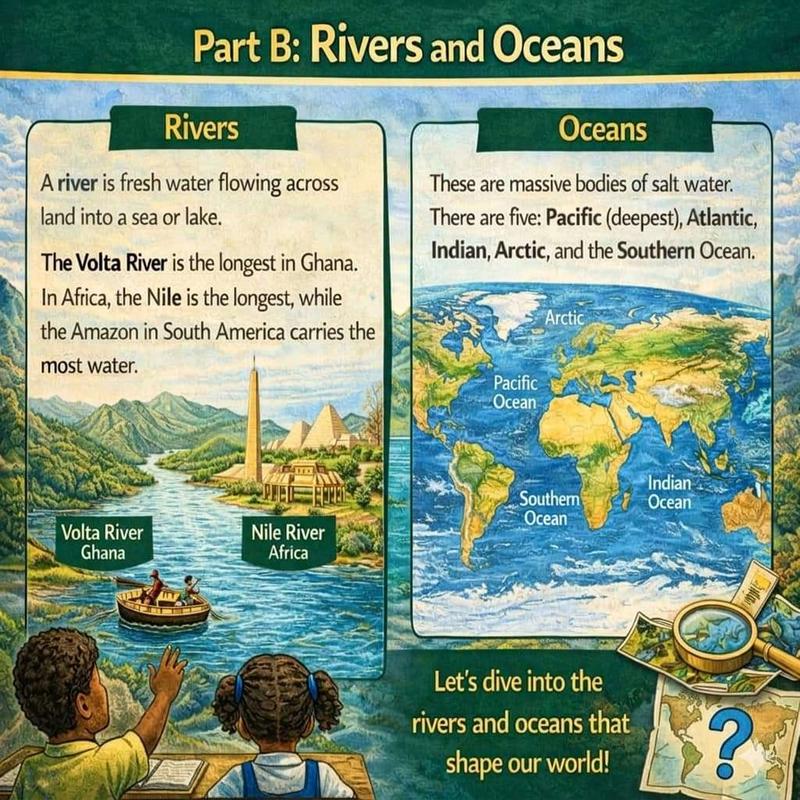 Part B: Rivers and Oceans
Rivers
A river is fresh water flowing across
land into a sea or lake.
The Volta River is the longest in Ghana.
In Africa, the Nile is the longest, while
the Amazon in South America carries the
most water.
Volta River
Ghana
Nile River
Africa
Oceans
These are massive bodies of salt water.
There are five: Pacific (deepest), Atlantic,
Indian, Arctic, and the Southern Ocean.
Arctic
Pacific
Ocean
Southern
Ocean
Indian
Ocean
Let's dive into the
rivers and oceans that
shape our world!
?